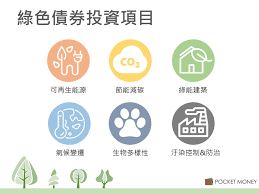 綠色債券投資項目
CO₂
可再生能源
節能減碳
綠能建築
氣候變遷
生物多樣性
汙染控制&防治
POCKET MONEY